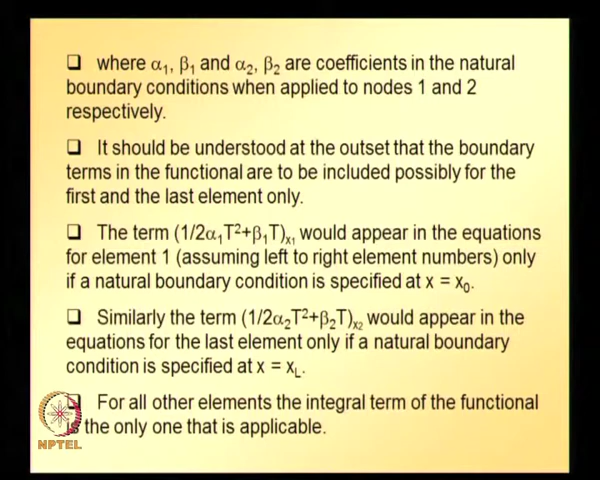 ❑ where α₁, β₁ and α₂, β₂ are coefficients in the natural
boundary conditions when applied to nodes 1 and 2
respectively.
❑ It should be understood at the outset that the boundary
terms in the functional are to be included possibly for the
first and the last element only.
❑ The term (1/2α₁T²+β₁T)ₓ₁ would appear in the equations
for element 1 (assuming left to right element numbers) only
if a natural boundary condition is specified at x = x₀.
❑ Similarly the term (1/2α₂T²+β₂T)ₓ₂ would appear in the
equations for the last element only if a natural boundary
condition is specified at x = x_L.
❑ For all other elements the integral term of the functional
is the only one that is applicable.
NPTEL